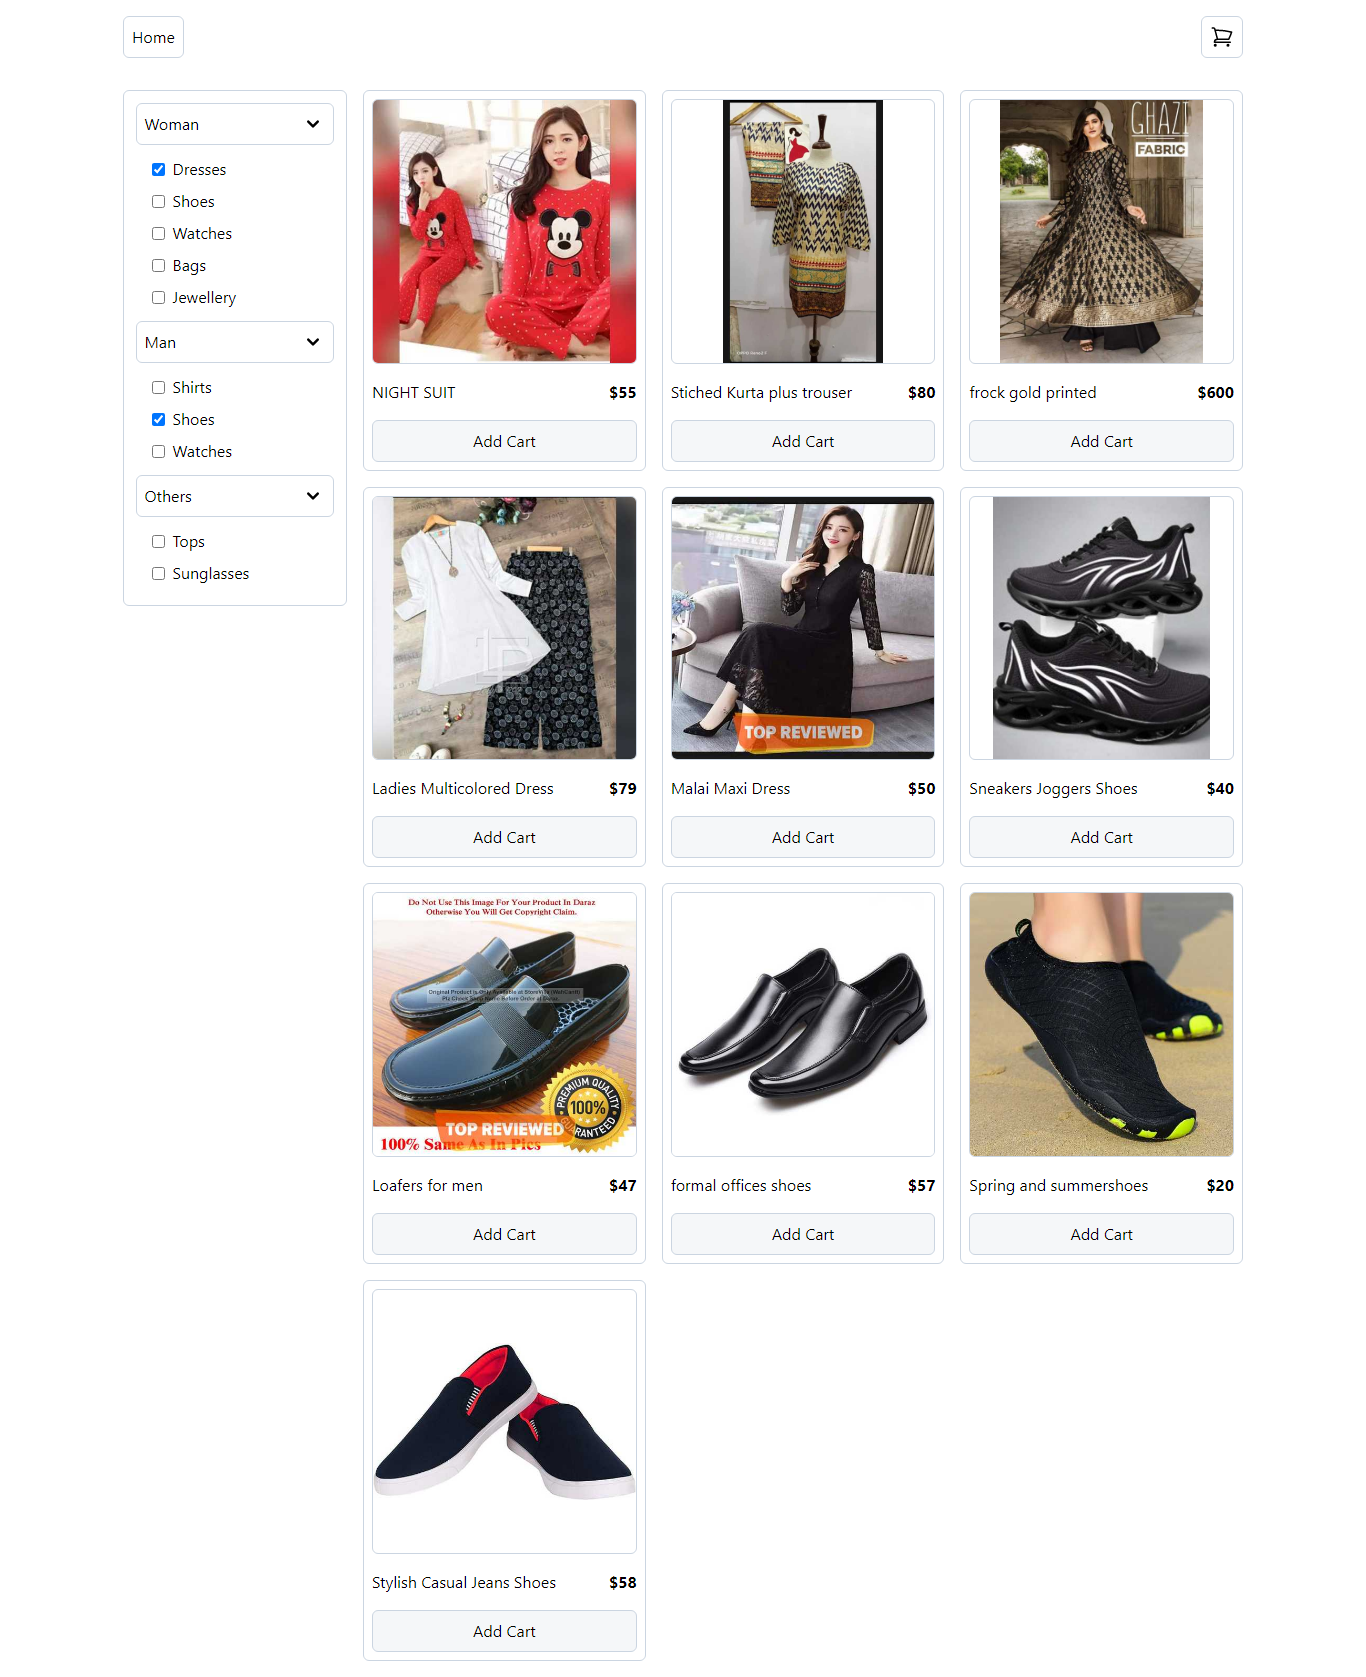 Home
Woman
Dresses
Shoes
Watches
Bags
Jewellery
Man
Shirts
Shoes
Watches
Others
Tops
Sunglasses
NIGHT SUIT $55
Add Cart
Stiched Kurta plus trouser $80
Add Cart
GHAZI
FABRIC
frock gold printed $600
Add Cart
Ladies Multicolored Dress $79
Add Cart
TOP REVIEWED
Malai Maxi Dress $50
Add Cart
Sneakers Joggers Shoes $40
Add Cart
Do Not Use This Image For Your Product In Daraz
Otherwise You Will Get Copyright Claim.
PREMIUM QUALITY
100%
TOP REVIEWED
100% Same As In Pics
Loafers for men $47
Add Cart
formal offices shoes $57
Add Cart
Spring and summershoes $20
Add Cart
Stylish Casual Jeans Shoes $58
Add Cart